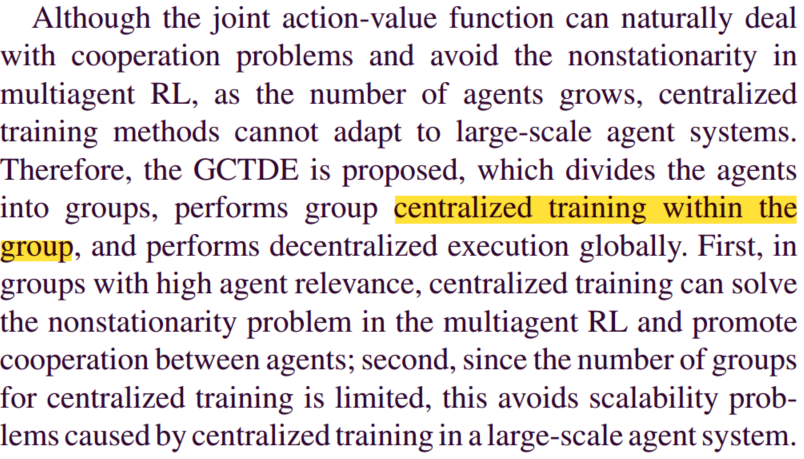 Although the joint action-value function can naturally deal
with cooperation problems and avoid the nonstationarity in
multiagent RL, as the number of agents grows, centralized
training methods cannot adapt to large-scale agent systems.
Therefore, the GCTDE is proposed, which divides the agents
into groups, performs group centralized training within the
group, and performs decentralized execution globally. First, in
groups with high agent relevance, centralized training can solve
the nonstationarity problem in the multiagent RL and promote
cooperation between agents; second, since the number of groups
for centralized training is limited, this avoids scalability prob-
lems caused by centralized training in a large-scale agent system.